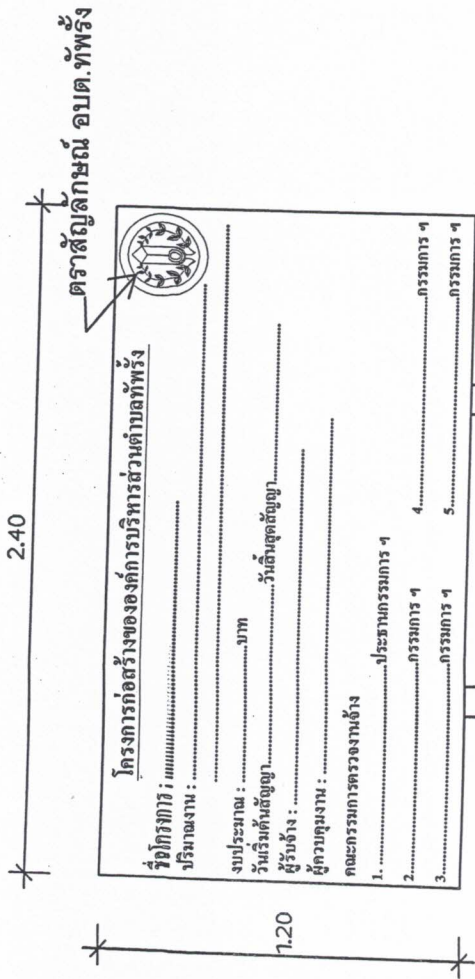 2.40
ตราสัญลักษณ์ อบต.ทัพรั้ง
1.20
โครงการก่อสร้างขององค์การบริหารส่วนตำบลทัพรั้ง
ชื่อโครงการ : ........................................
ปริมาณงาน : ........................................
........................................
งบประมาณ : ....................บาท
วันเริ่มต้นสัญญา....................วันสิ้นสุดสัญญา....................
ผู้รับจ้าง : ........................................
ผู้ควบคุมงาน : ........................................
คณะกรรมการตรวจงานจ้าง
1. ....................ประธานกรรมการ ฯ
2.....................กรรมการ ฯ 4.....................กรรมการ ฯ
3.....................กรรมการ ฯ 5.....................กรรมการ ฯ